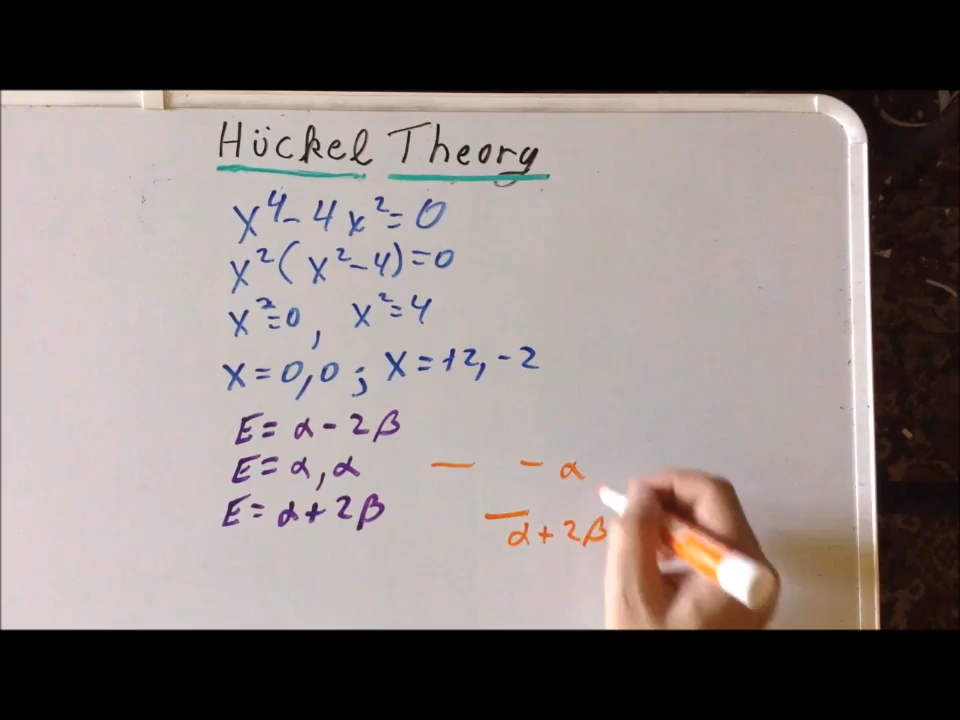 Hückel Theory
x⁴-4x²=0
x²(x²-4)=0
x²=0, x²=4
x=0,0; x=+2,-2
E=α-2β
E=α,α
α
E=α+2β
α+2β